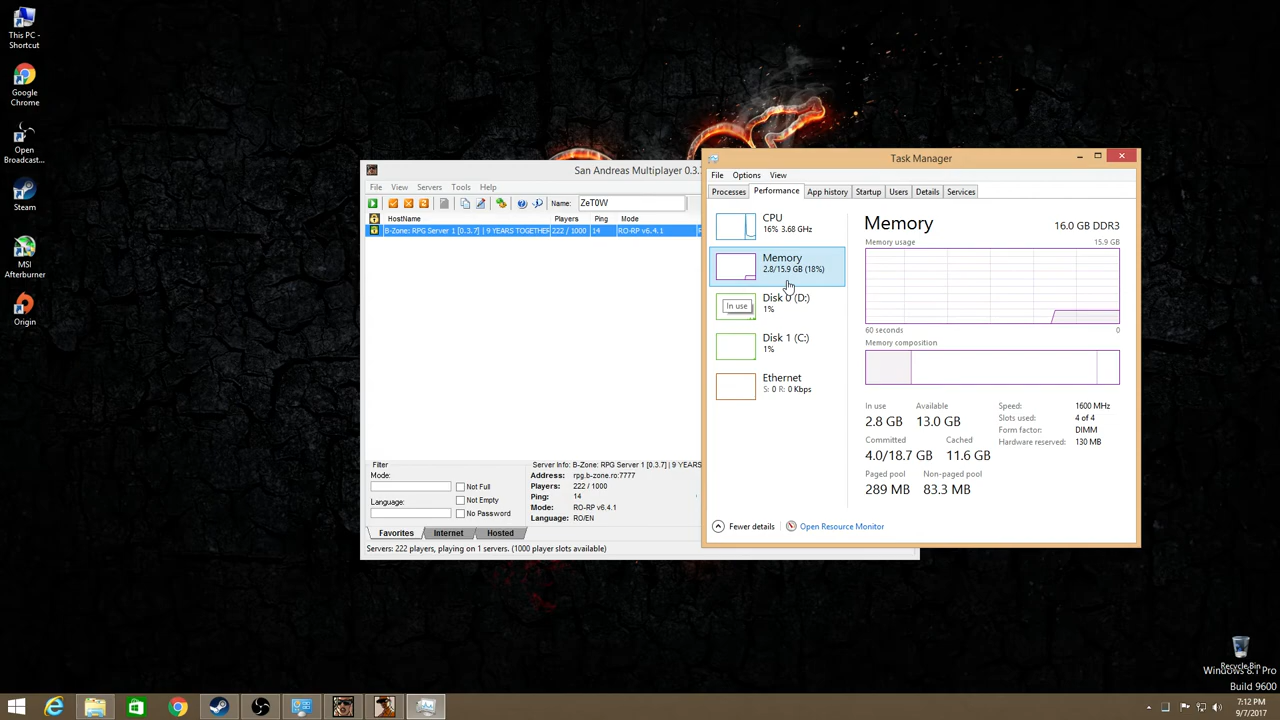 This PC -
Shortcut
Google
Chrome
Open
Broadcast...
Steam
MSI
Afterburner
Origin
San Andreas Multiplayer 0.3.7
File View Servers Tools Help
Name: ZeT0W
HostName Players Ping Mode
B-Zone: RPG Server 1 [0.3.7] | 9 YEARS TOGETHER 222 / 1000 14 RO-RP v6.4.1
Filter
Mode:
Language:
Not Full
Not Empty
No Password
Server Info: B-Zone: RPG Server 1 [0.3.7] | 9 YEARS
Address: rpg.b-zone.ro:7777
Players: 222 / 1000
Ping: 14
Mode: RO-RP v6.4.1
Language: RO/EN
Favorites Internet Hosted
Servers: 222 players, playing on 1 servers. (1000 player slots available)
Task Manager
File Options View
Processes Performance App history Startup Users Details Services
CPU
16% 3.68 GHz
Memory
2.8/15.9 GB (18%)
Disk 0 (D:)
1%
In use
Disk 1 (C:)
1%
Ethernet
S: 0 R: 0 Kbps
Memory 16.0 GB DDR3
Memory usage 15.9 GB
60 seconds 0
Memory composition
In use Available
2.8 GB 13.0 GB
Committed Cached
4.0/18.7 GB 11.6 GB
Paged pool Non-paged pool
289 MB 83.3 MB
Speed: 1600 MHz
Slots used: 4 of 4
Form factor: DIMM
Hardware reserved: 130 MB
Fewer details Open Resource Monitor
Recycle Bin
Windows 8.1 Pro
Build 9600
7:12 PM
9/7/2017